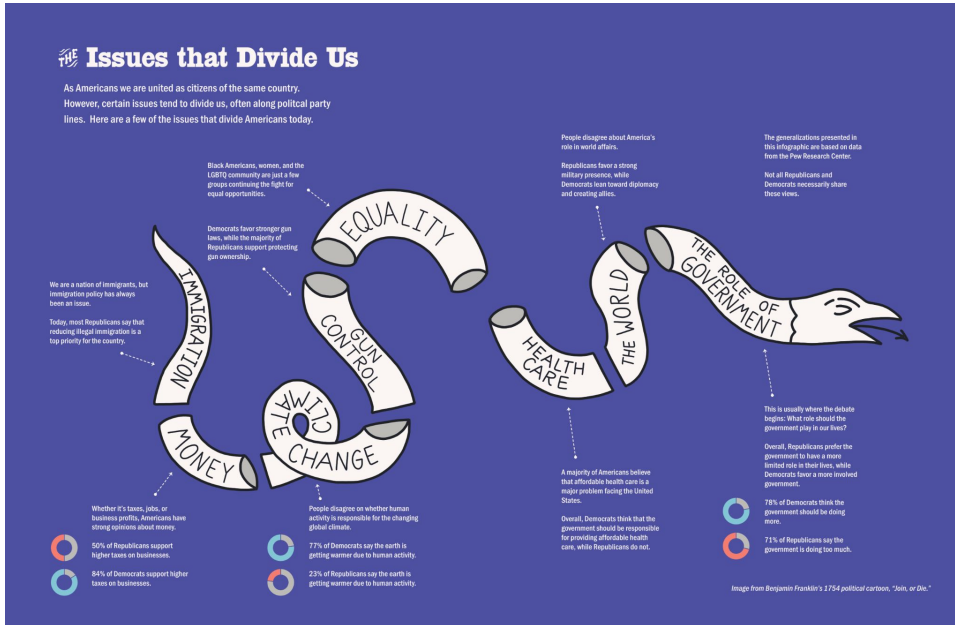 THE Issues that Divide Us
As Americans we are united as citizens of the same country.
However, certain issues tend to divide us, often along politcal party
lines. Here are a few of the issues that divide Americans today.
People disagree about America's
role in world affairs.
Republicans favor a strong
military presence, while
Democrats lean toward diplomacy
and creating allies.
The generalizations presented in
this infographic are based on data
from the Pew Research Center.
Not all Republicans and
Democrats necessarily share
these views.
Black Americans, women, and the
LGBTQ community are just a few
groups continuing the fight for
equal opportunities.
Democrats favor stronger gun
laws, while the majority of
Republicans support protecting
gun ownership.
We are a nation of immigrants, but
immigration policy has always
been an issue.
Today, most Republicans say that
reducing illegal immigration is a
top priority for the country.
IMMIGRATION
MONEY
CLIMATE CHANGE
GUN
CONTROL
EQUALITY
HEALTH
CARE
THE WORLD
THE ROLE OF
GOVERNMENT
Whether it's taxes, jobs, or
business profits, Americans have
strong opinions about money.
50% of Republicans support
higher taxes on businesses.
84% of Democrats support higher
taxes on businesses.
People disagree on whether human
activity is responsible for the changing
global climate.
77% of Democrats say the earth is
getting warmer due to human activity.
23% of Republicans say the earth is
getting warmer due to human activity.
A majority of Americans believe
that affordable health care is a
major problem facing the United
States.
Overall, Democrats think that the
government should be responsible
for providing affordable health
care, while Republicans do not.
This is usually where the debate
begins: What role should the
government play in our lives?
Overall, Republicans prefer the
government to have a more
limited role in their lives, while
Democrats favor a more involved
government.
78% of Democrats think the
government should be doing
more.
71% of Republicans say the
government is doing too much.
Image from Benjamin Franklin's 1754 political cartoon, "Join, or Die."